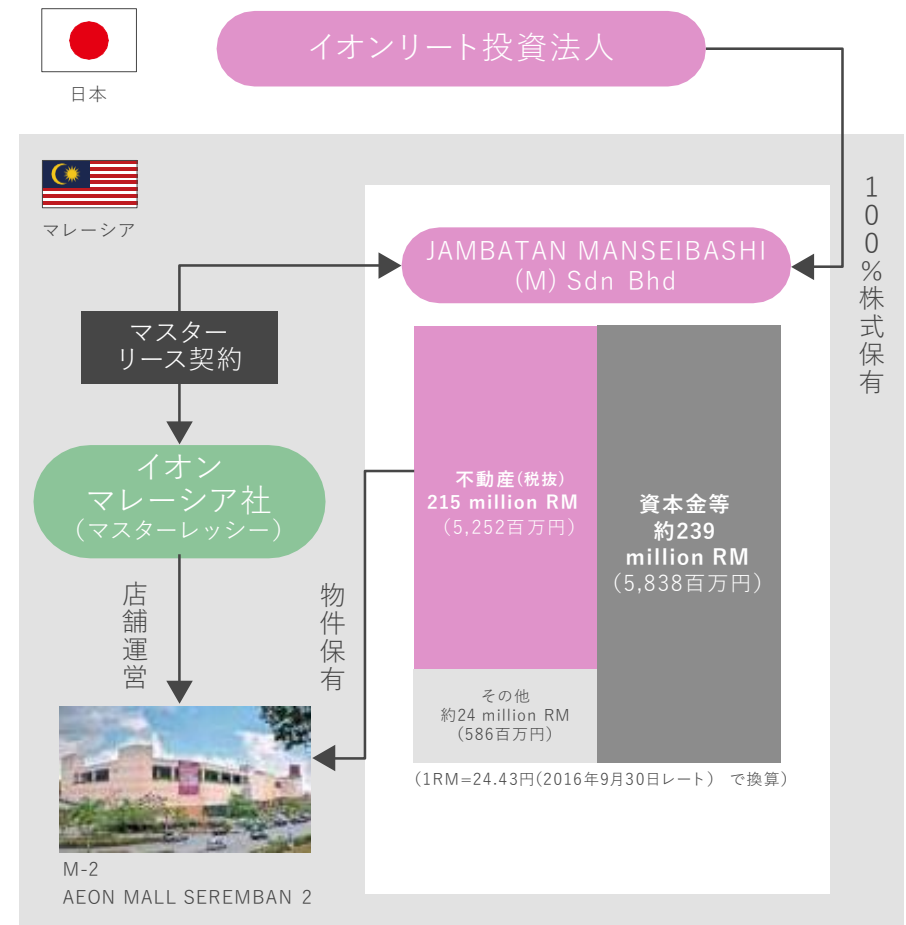 日本
イオンリート投資法人
マレーシア
100%株式保有
JAMBATAN MANSEIBASHI
(M) Sdn Bhd
マスター
リース契約
イオン
マレーシア社
（マスターレッシー）
不動産(税抜)
215 million RM
（5,252百万円）
資本金等
約239
million RM
（5,838百万円）
店舗運営
物件保有
その他
約24 million RM
(586百万円)
（1RM=24.43円(2016年9月30日レート）　で換算）
M-2
AEON MALL SEREMBAN 2